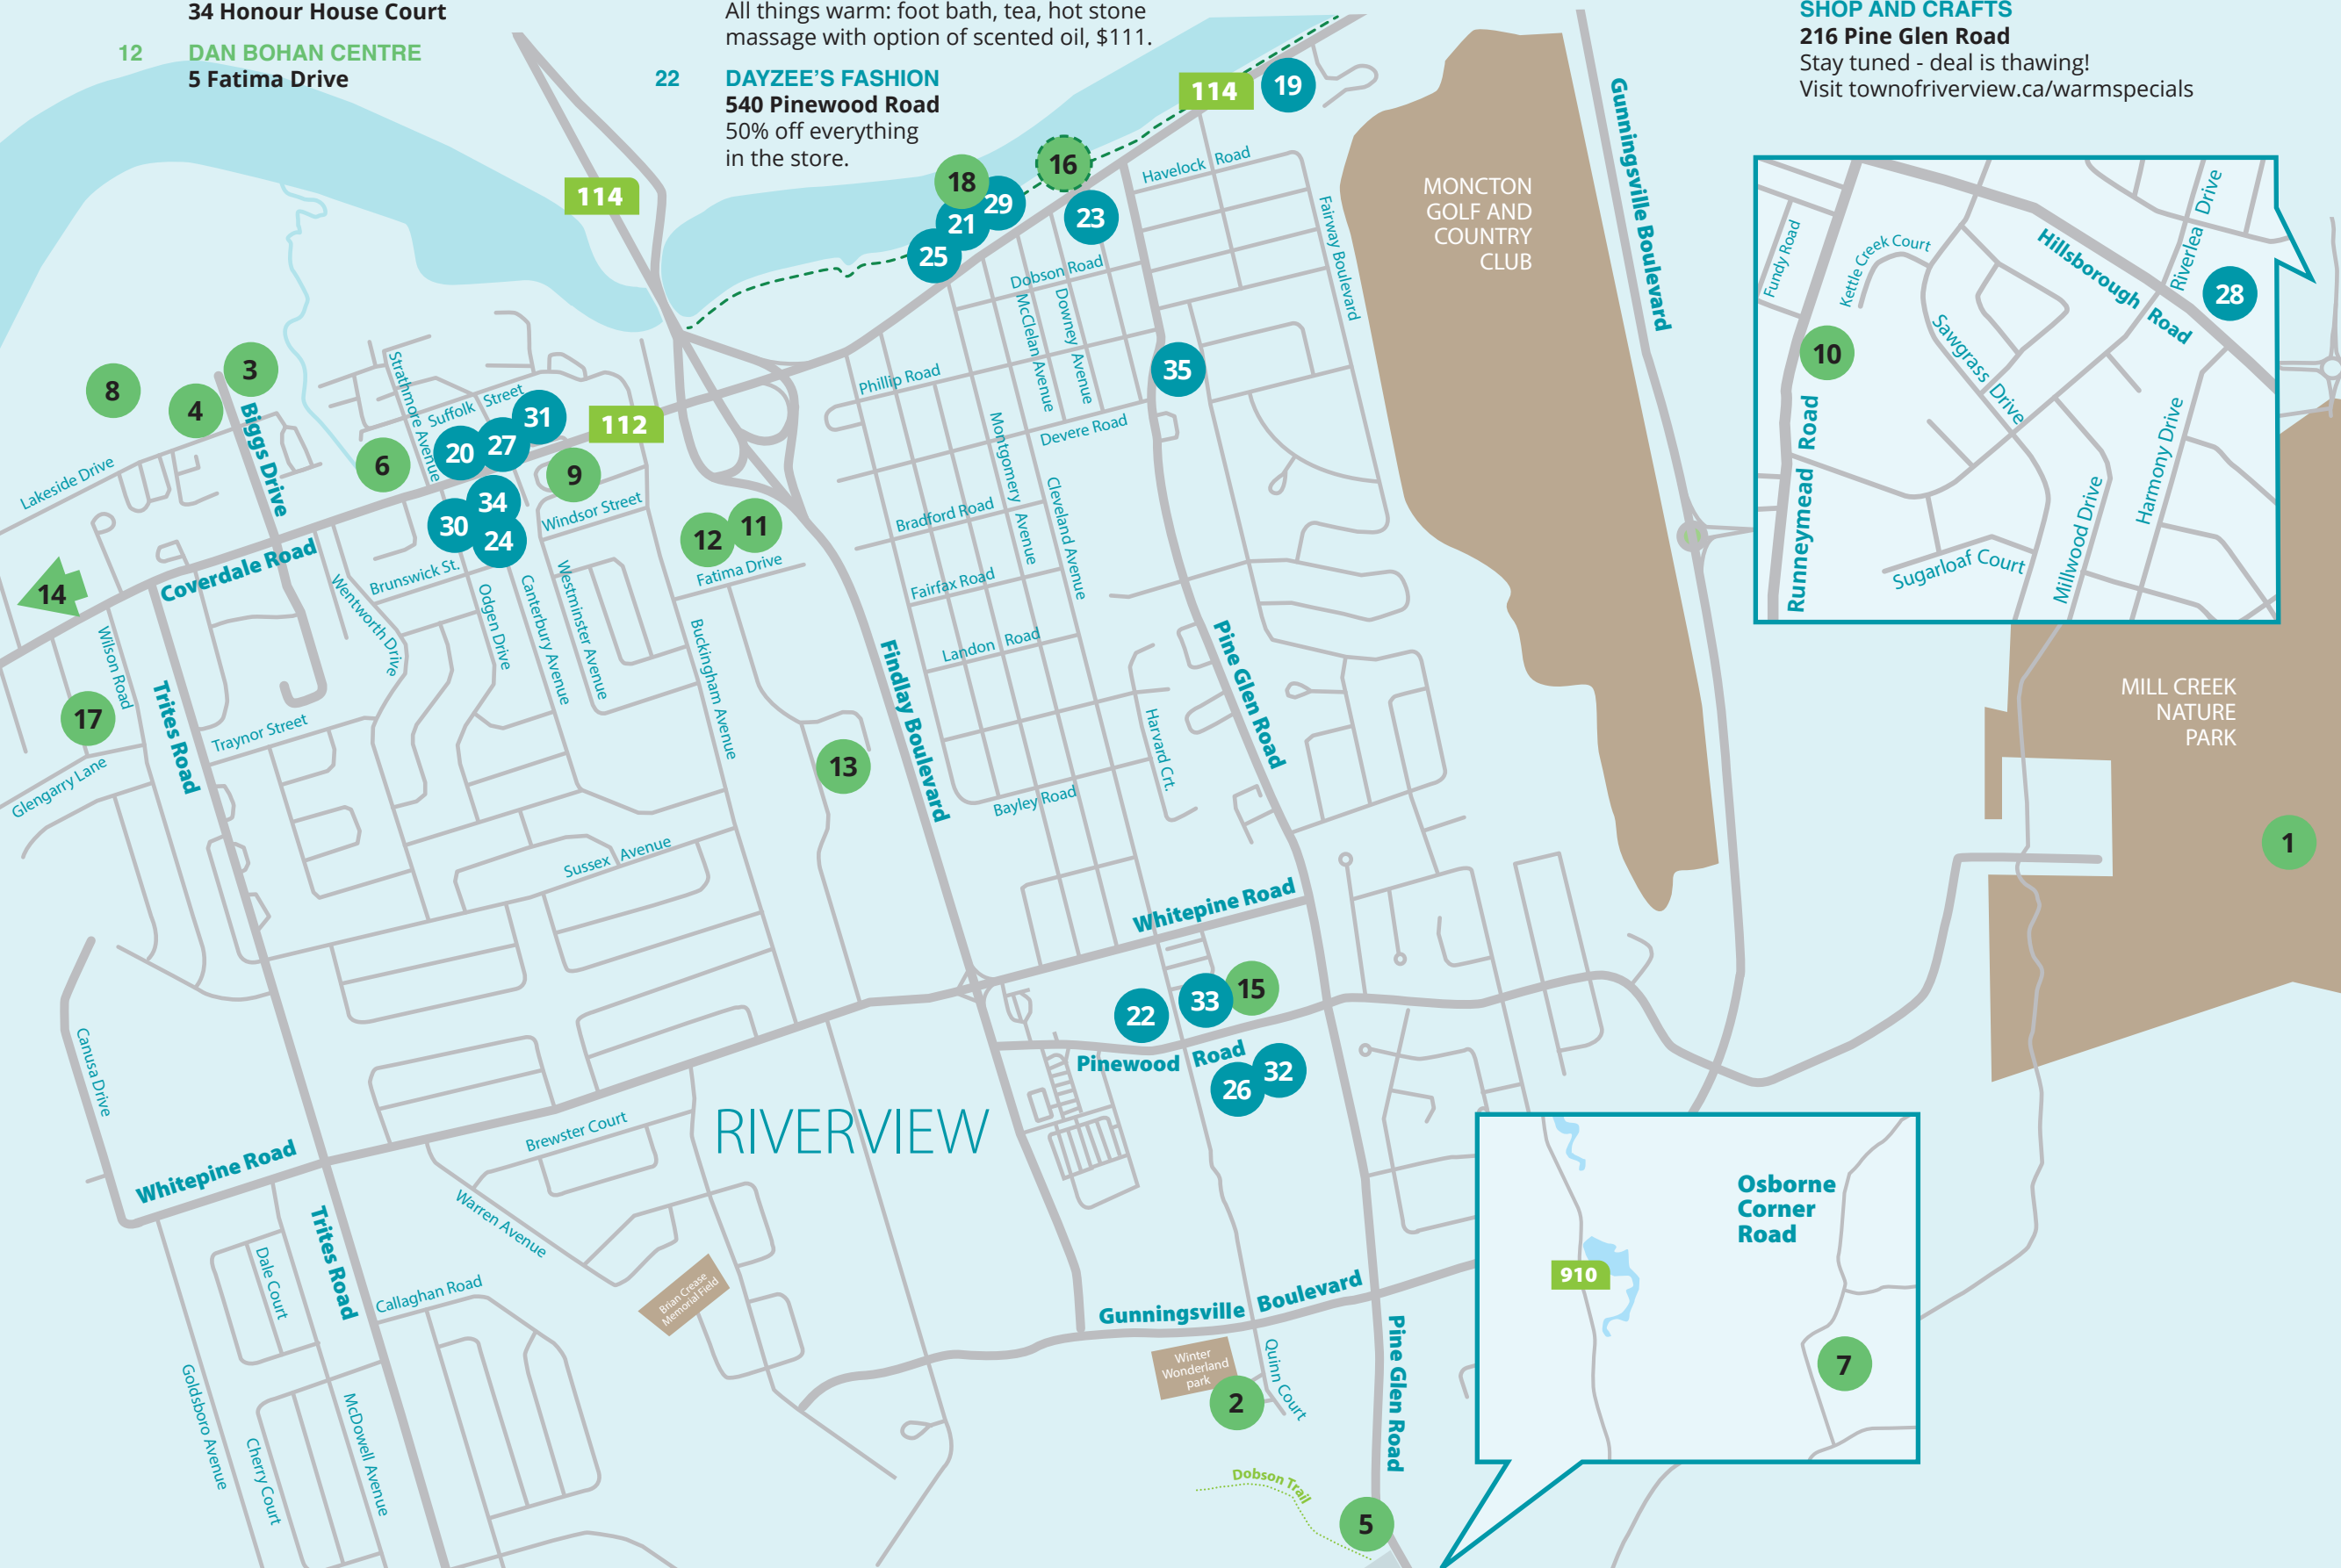 34 Honour House Court
12 DAN BOHAN CENTRE
5 Fatima Drive
All things warm: foot bath, tea, hot stone
massage with option of scented oil, $111.
22 DAYZEE'S FASHION
540 Pinewood Road
50% off everything
in the store.
SHOP AND CRAFTS
216 Pine Glen Road
Stay tuned - deal is thawing!
Visit townofriverview.ca/warmspecials
114
19
114
16
18
29
21
25
23
Havelock Road
Fairway Boulevard
MONCTON
GOLF AND
COUNTRY
CLUB
Gunningsville Boulevard
Fundy Road
Kettle Creek Court
Hillsborough Road
Riverlea Drive
28
10
Sawgrass Drive
Runneymead Road
Harmony Drive
Millwood Drive
Sugarloaf Court
Dobson Road
McClelan Avenue
Downey Avenue
35
Phillip Road
Devere Road
Montgomery Avenue
Cleveland Avenue
Bradford Road
Fairfax Road
Landon Road
Bayley Road
Harvard Crt.
Pine Glen Road
Findlay Boulevard
8
3
4
Biggs Drive
Lakeside Drive
Strathmore Avenue
Suffolk Street
31
27
20
6
112
9
34
30
24
Windsor Street
12
11
Fatima Drive
14
Coverdale Road
Wentworth Drive
Brunswick St.
Odgen Drive
Canterbury Avenue
Westminster Avenue
Buckingham Avenue
Wilson Road
17
Trites Road
Traynor Street
Glengarry Lane
13
Sussex Avenue
MILL CREEK
NATURE
PARK
1
Whitepine Road
22
33
15
Pinewood Road
26
32
Canusa Drive
RIVERVIEW
Brewster Court
Whitepine Road
Warren Avenue
Trites Road
Dale Court
Callaghan Road
Brian Crease
Memorial Field
Goldsboro Avenue
Cherry Court
McDowell Avenue
Gunningsville Boulevard
Winter
Wonderland
park
2
Quinn Court
Pine Glen Road
Dobson Trail
5
Osborne
Corner
Road
910
7